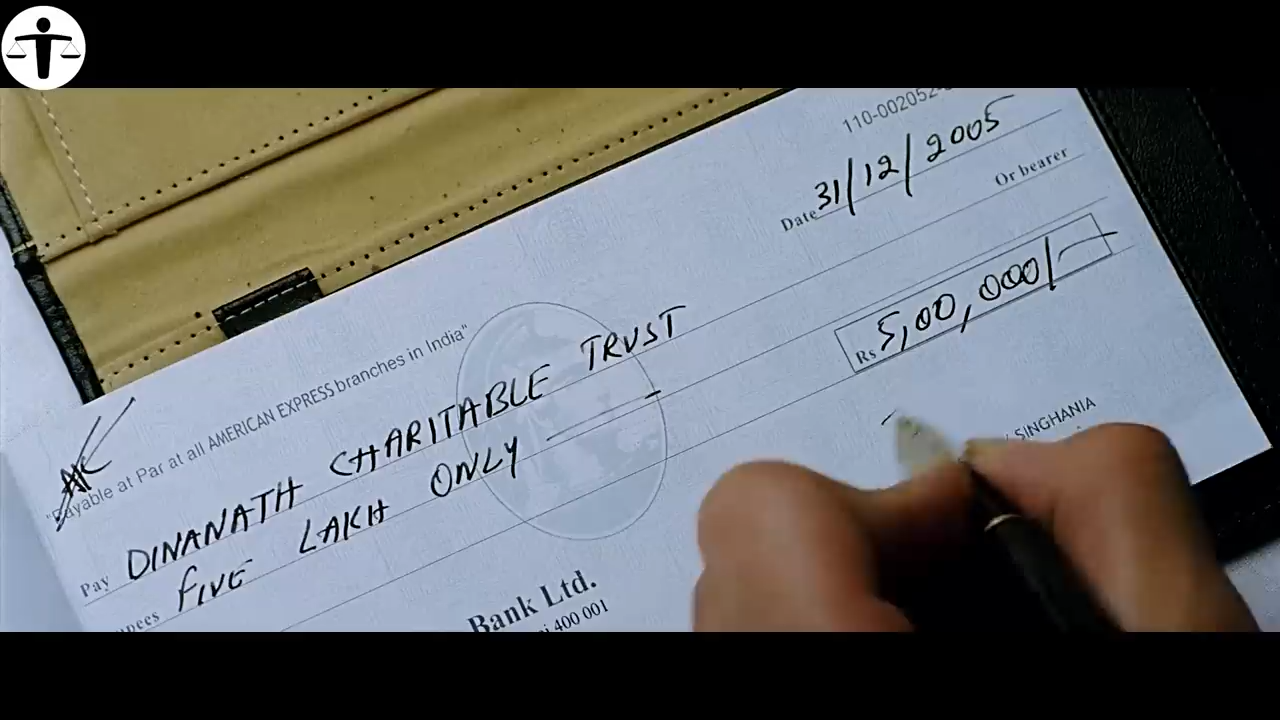 110-002052-
Date 31/12/2005
Or bearer
"Payable at Par at all AMERICAN EXPRESS branches in India"
Pay DINANATH CHARITABLE TRUST
FIVE LAKH ONLY
Rs 5,00,000/-
SINGHANIA
Bank Ltd.
400 001